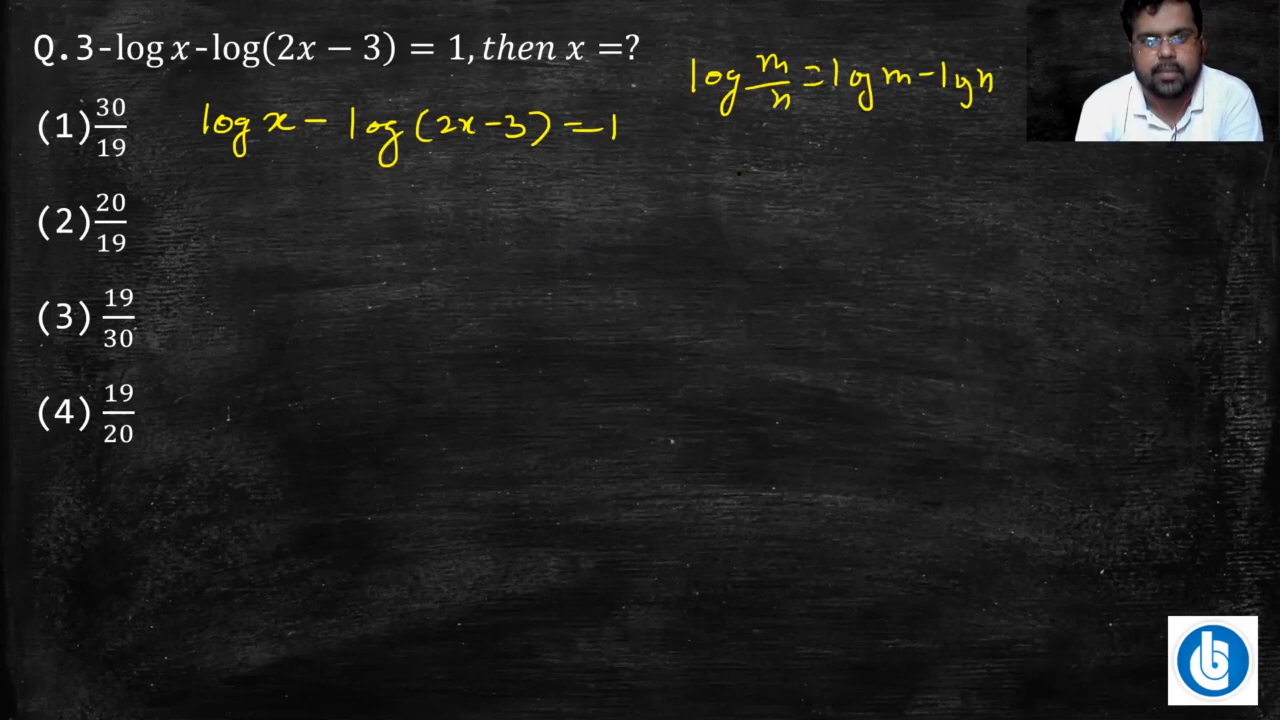 Q.3-log x-log(2x − 3) = 1, then x =?
log m/n = log m - log n
(1) 30/19
log x - log (2x-3) = 1
(2) 20/19
(3) 19/30
(4) 19/20